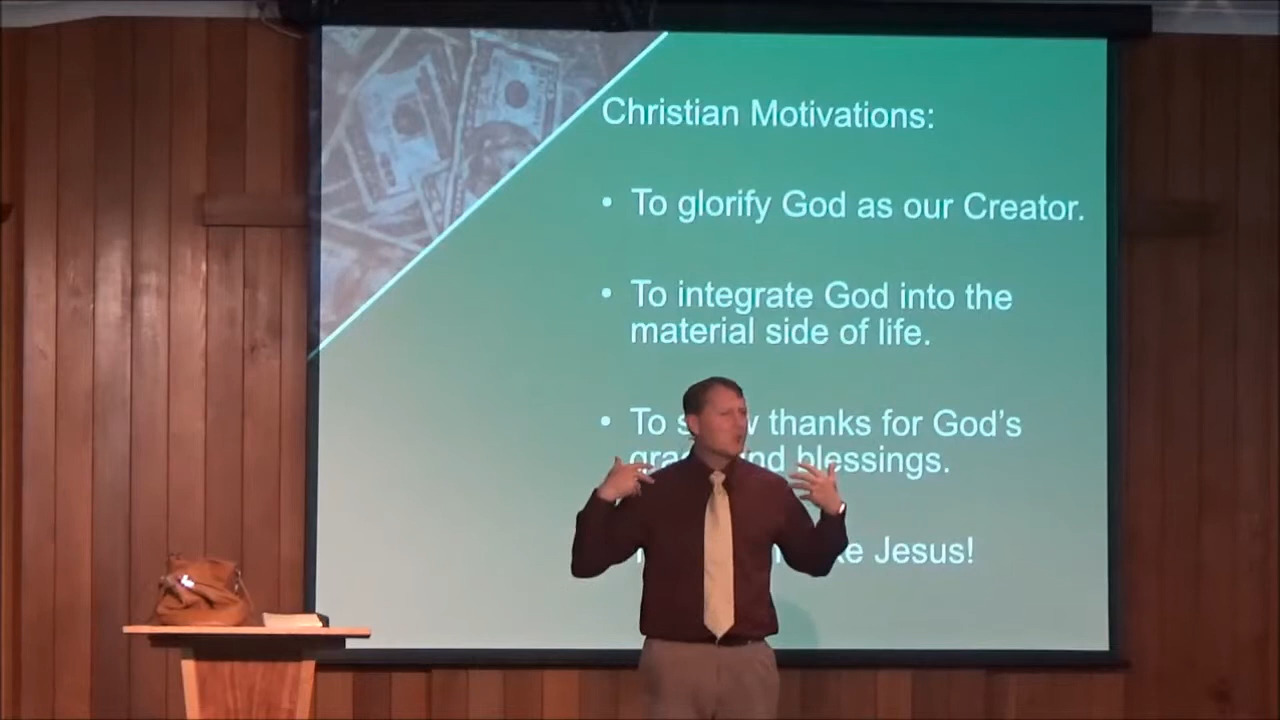 Christian Motivations:
• To glorify God as our Creator.
• To integrate God into the
material side of life.
• To thanks for God's
blessings.
Jesus!